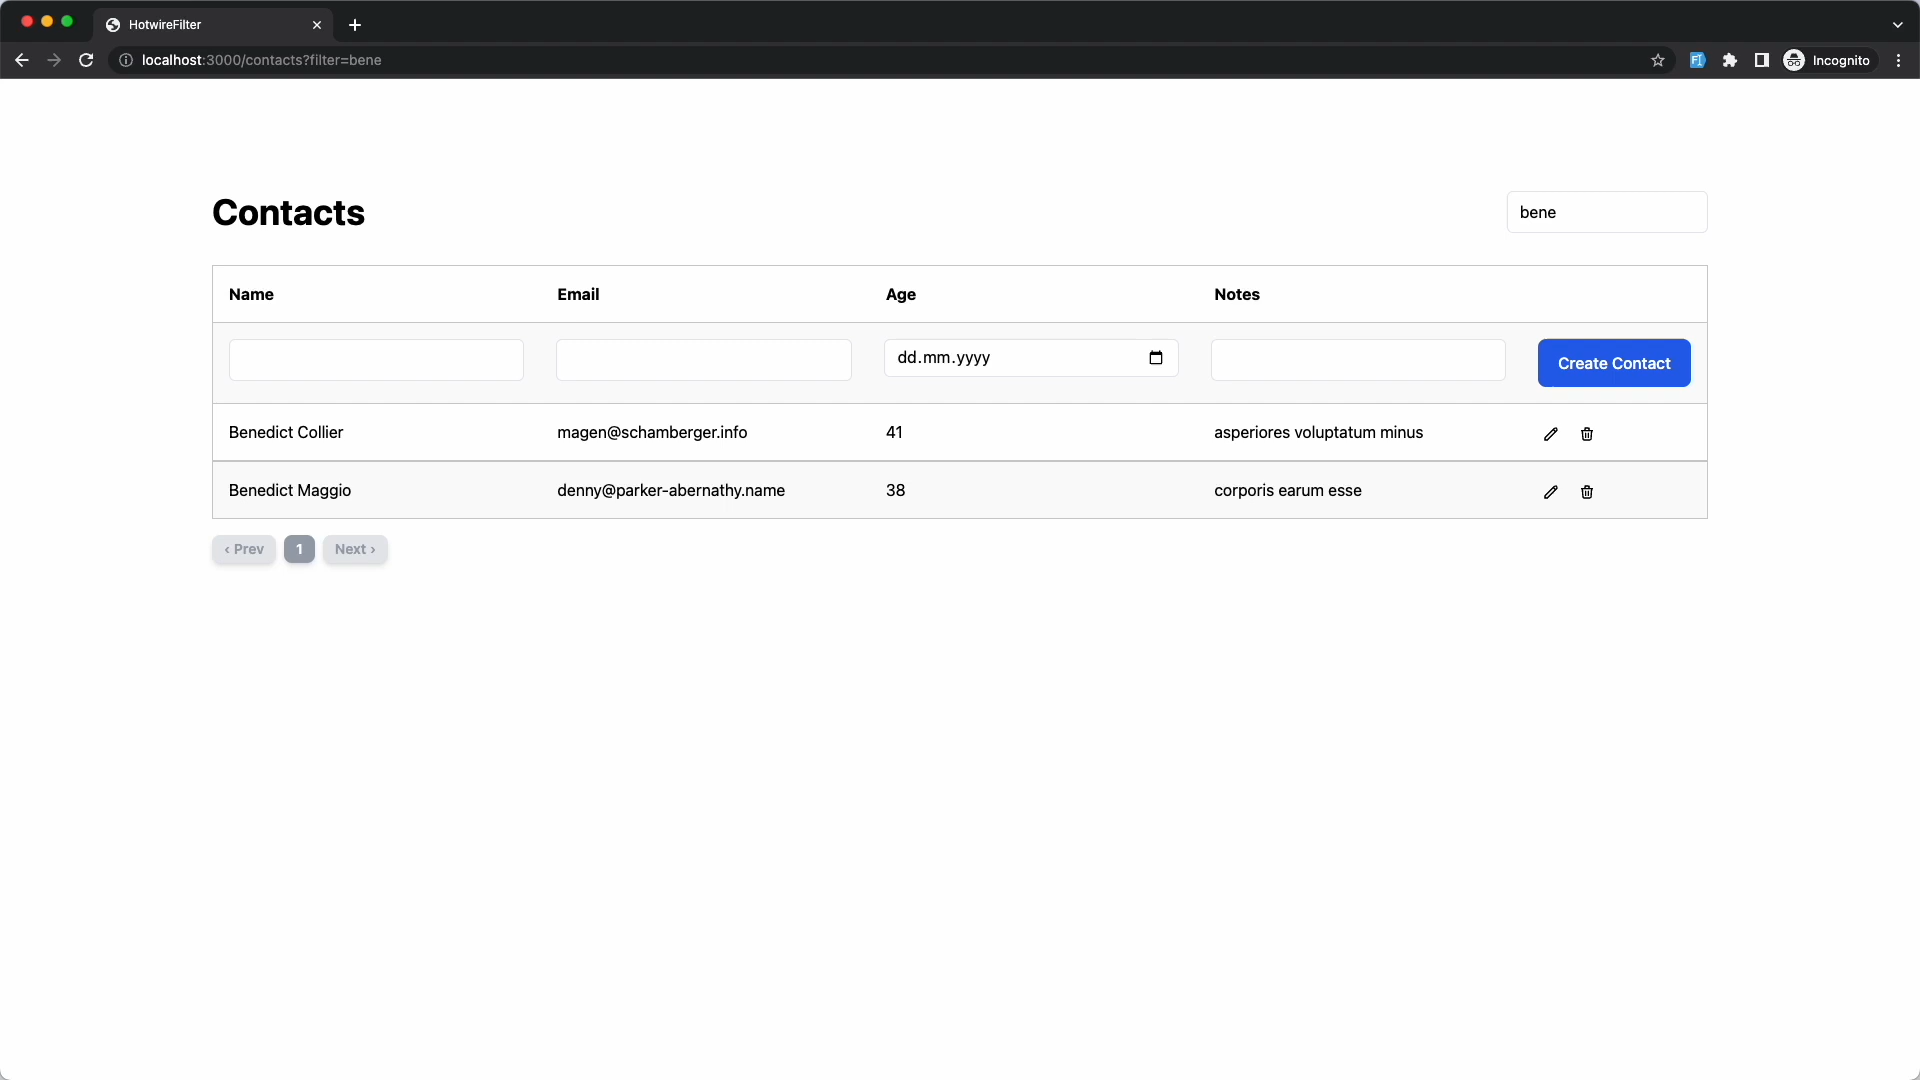 HotwireFilter
localhost:3000/contacts?filter=bene
Incognito
Contacts
bene
Name Email Age Notes
dd.mm.yyyy Create Contact
Benedict Collier magen@schamberger.info 41 asperiores voluptatum minus
Benedict Maggio denny@parker-abernathy.name 38 corporis earum esse
‹ Prev 1 Next ›